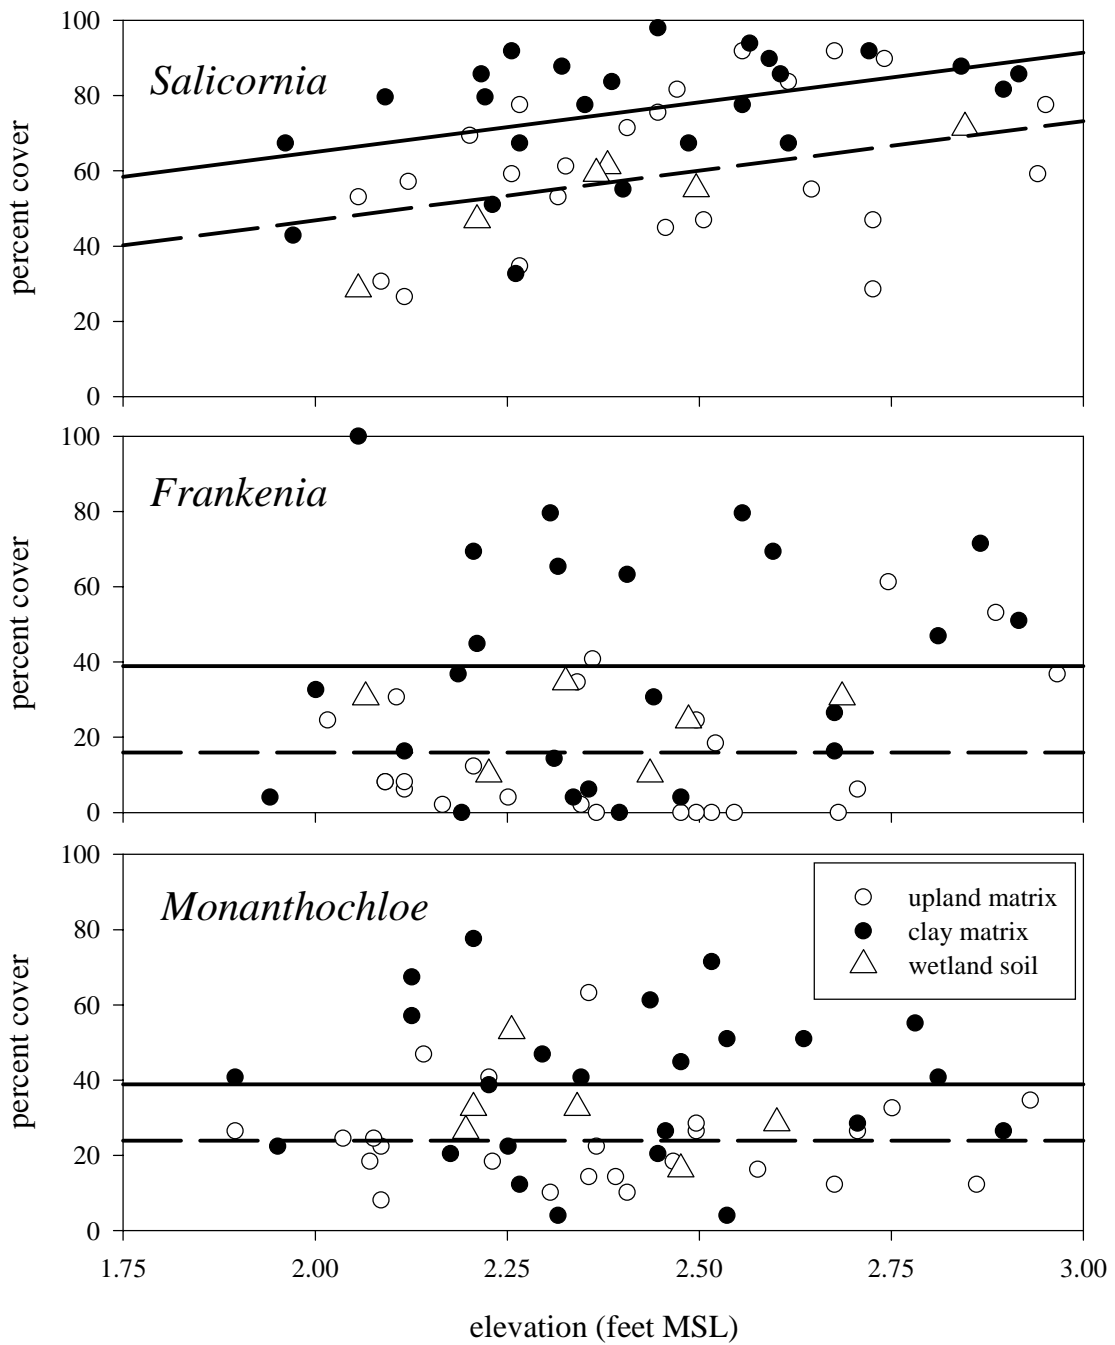 100
80
60
40
20
0
percent cover
Salicornia
100
80
60
40
20
0
percent cover
Frankenia
100
80
60
40
20
0
percent cover
Monanthochloe
upland matrix
clay matrix
wetland soil
1.75 2.00 2.25 2.50 2.75 3.00
elevation (feet MSL)